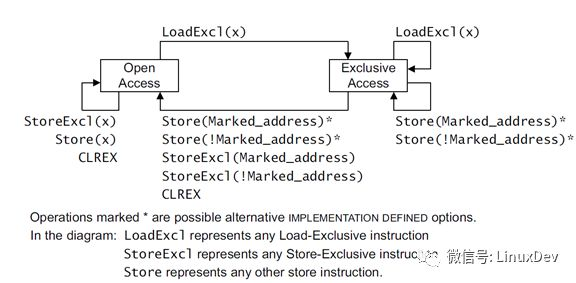 LoadExcl(x)
LoadExcl(x)
Open
Access
Exclusive
Access
StoreExcl(x)
Store(x)
CLREX
Store(Marked_address)*
Store(!Marked_address)*
StoreExcl(Marked_address)
StoreExcl(!Marked_address)
CLREX
Store(Marked_address)*
Store(!Marked_address)*
Operations marked * are possible alternative IMPLEMENTATION DEFINED options.
In the diagram: LoadExcl represents any Load-Exclusive instruction
StoreExcl represents any Store-Exclusive instruction
Store represents any other store instruction.
微信号: LinuxDev